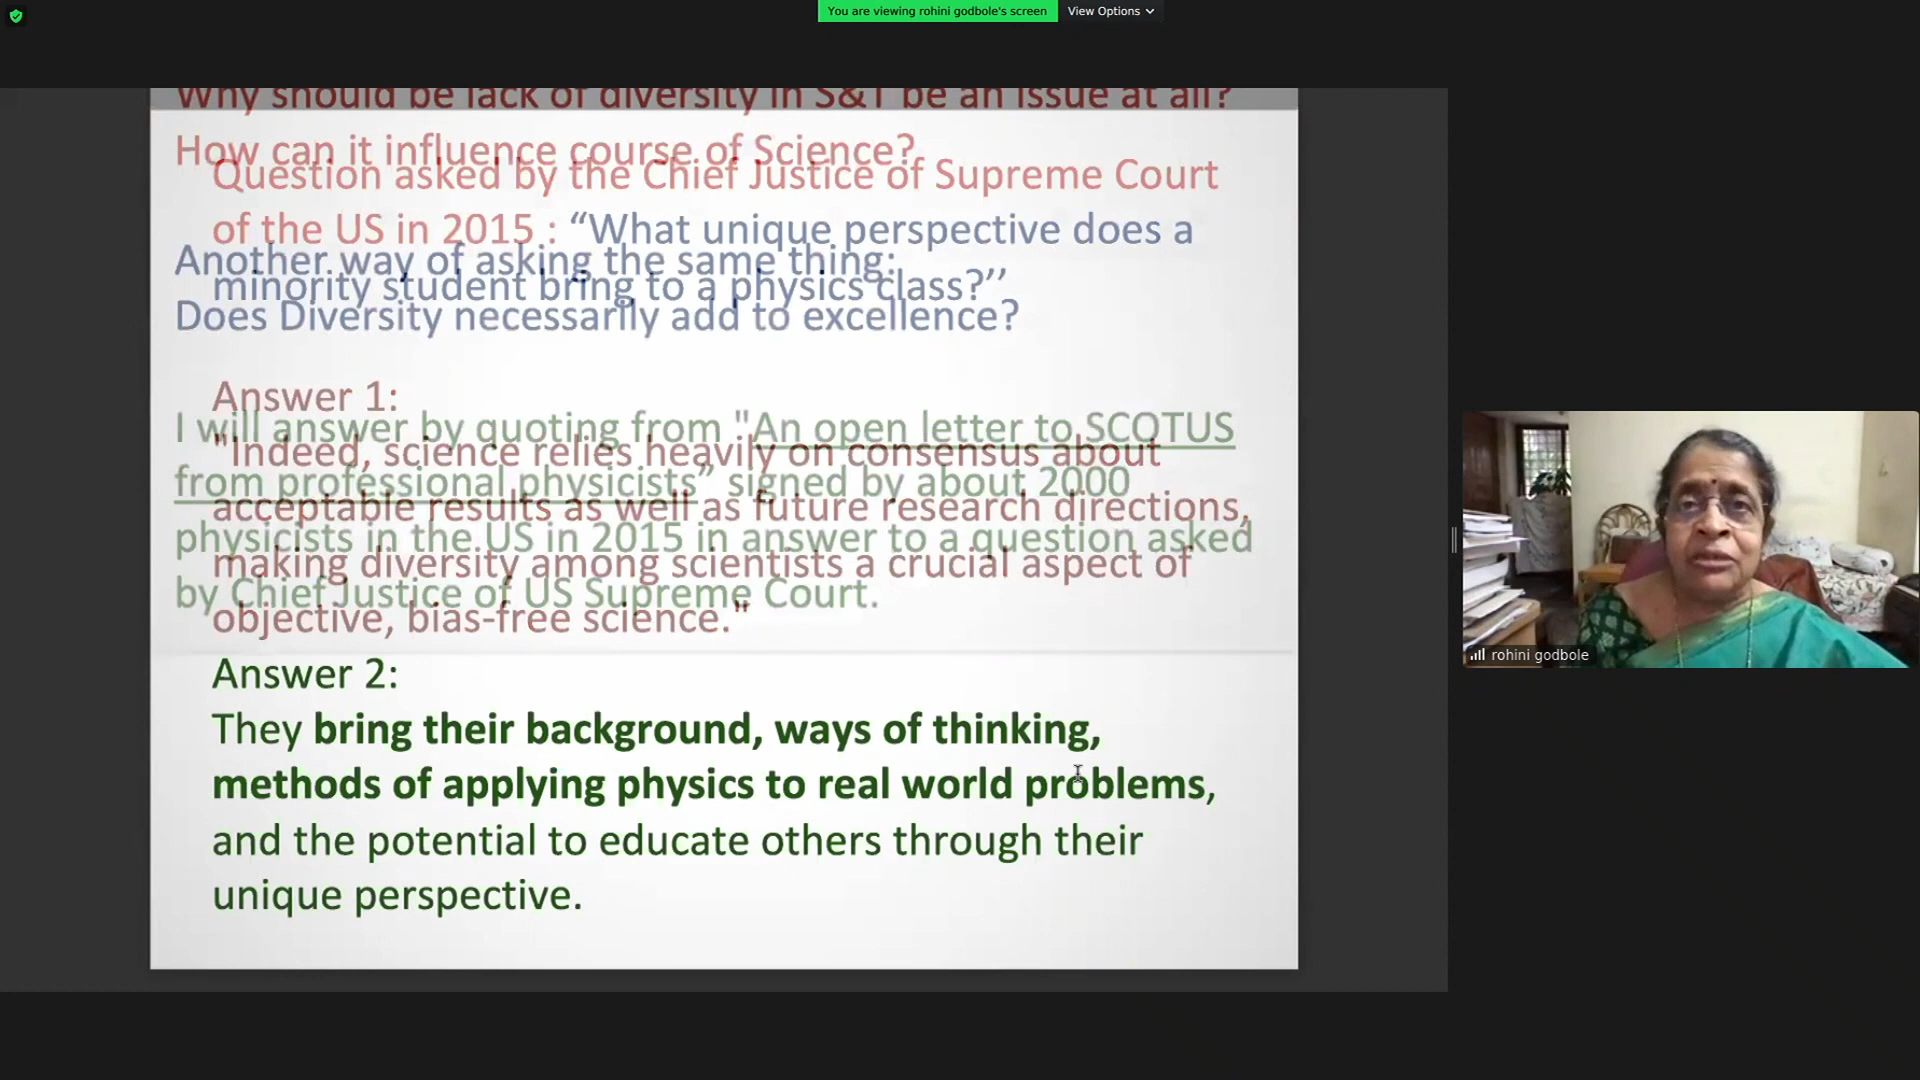 You are viewing rohini godbole's screen
View Options
Why should be lack of diversity in S&T be an issue at all?
How can it influence course of Science?
Question asked by the Chief Justice of Supreme Court
of the US in 2015 : “What unique perspective does a
Another way of asking the same thing:
minority student bring to a physics class?’’
Does Diversity necessarily add to excellence?
Answer 1:
I will answer by quoting from "An open letter to SCOTUS
"Indeed, science relies heavily on consensus about
from professional physicists” signed by about 2000
acceptable results as well as future research directions,
physicists in the US in 2015 in answer to a question asked
making diversity among scientists a crucial aspect of
by Chief Justice of US Supreme Court.
objective, bias-free science."
Answer 2:
They bring their background, ways of thinking,
methods of applying physics to real world problems,
and the potential to educate others through their
unique perspective.
rohini godbole